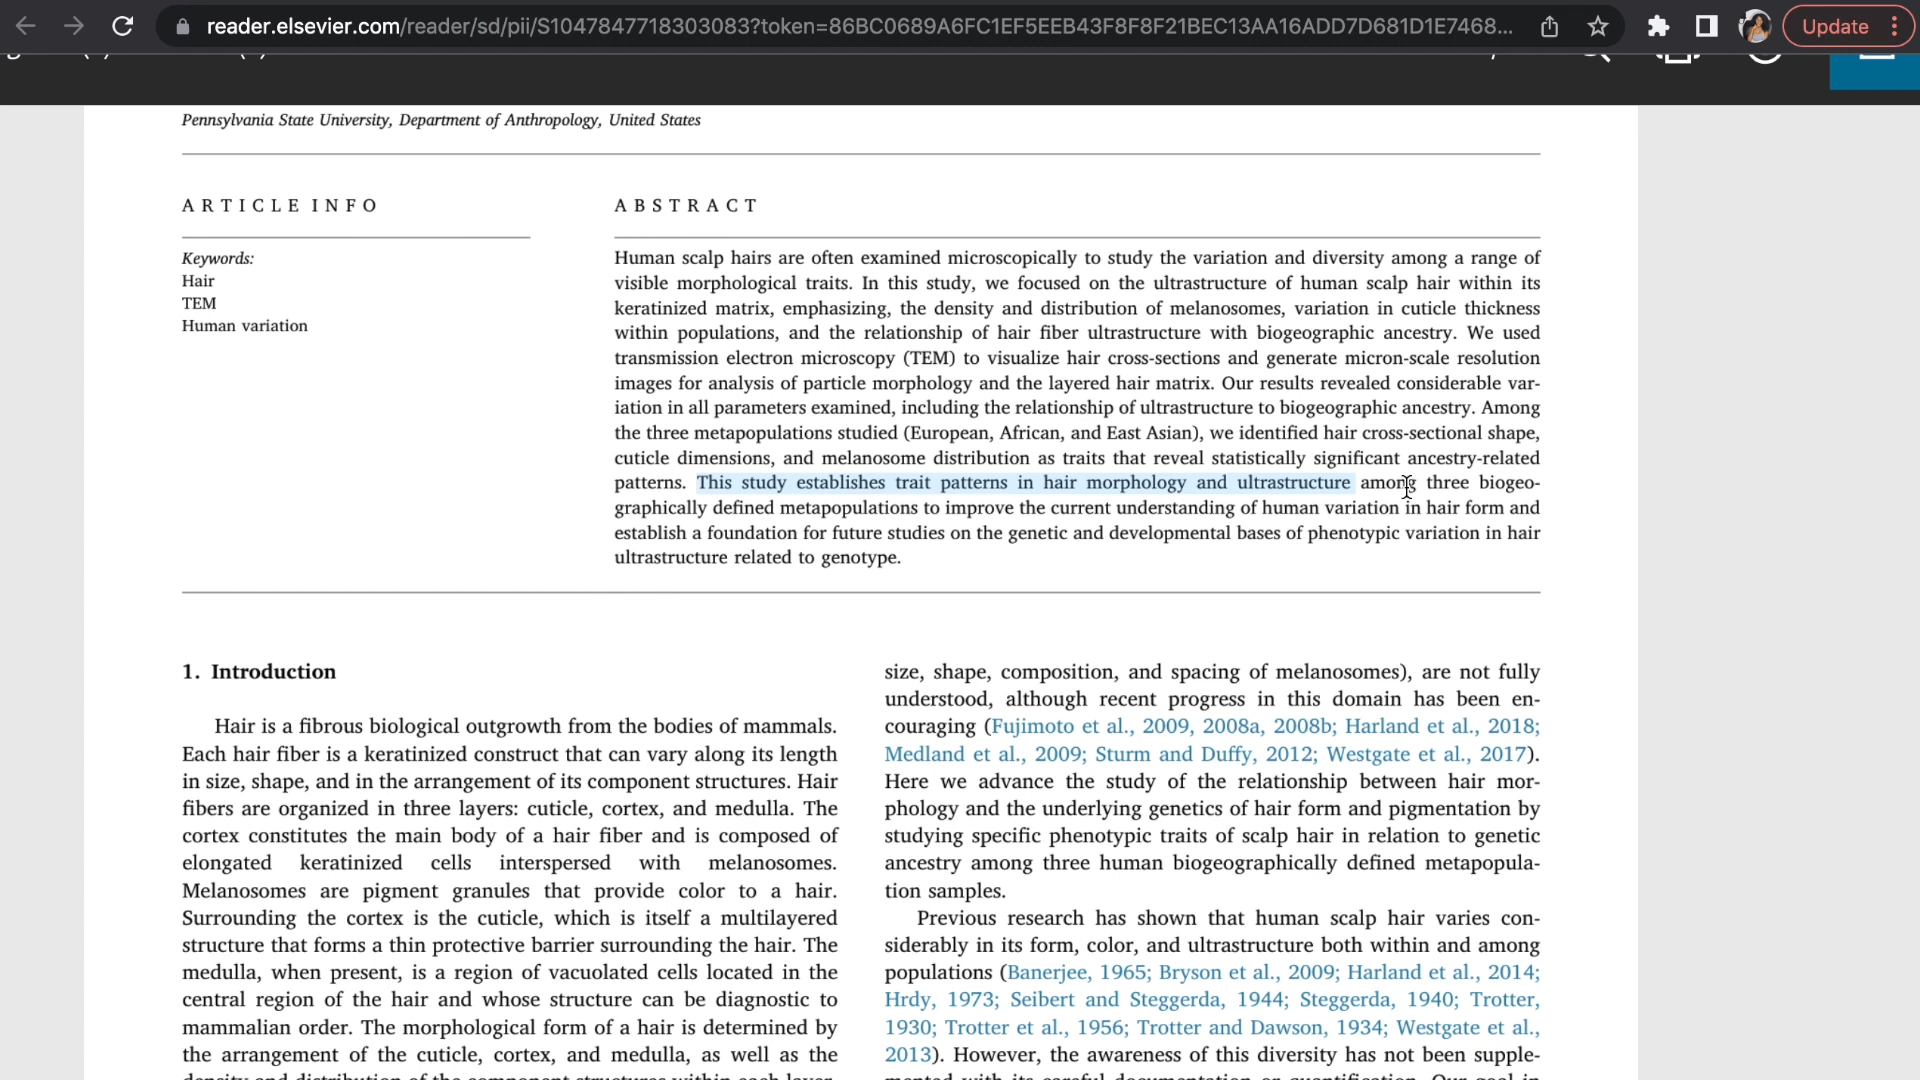 reader.elsevier.com/reader/sd/pii/S1047847718303083?token=86BC0689A6FC1EF5EEB43F8F8F21BEC13AA16ADD7D681D1E7468...
Update
Pennsylvania State University, Department of Anthropology, United States
ARTICLE INFO
Keywords:
Hair
TEM
Human variation
ABSTRACT
Human scalp hairs are often examined microscopically to study the variation and diversity among a range of
visible morphological traits. In this study, we focused on the ultrastructure of human scalp hair within its
keratinized matrix, emphasizing, the density and distribution of melanosomes, variation in cuticle thickness
within populations, and the relationship of hair fiber ultrastructure with biogeographic ancestry. We used
transmission electron microscopy (TEM) to visualize hair cross-sections and generate micron-scale resolution
images for analysis of particle morphology and the layered hair matrix. Our results revealed considerable var-
iation in all parameters examined, including the relationship of ultrastructure to biogeographic ancestry. Among
the three metapopulations studied (European, African, and East Asian), we identified hair cross-sectional shape,
cuticle dimensions, and melanosome distribution as traits that reveal statistically significant ancestry-related
patterns. This study establishes trait patterns in hair morphology and ultrastructure among three biogeo-
graphically defined metapopulations to improve the current understanding of human variation in hair form and
establish a foundation for future studies on the genetic and developmental bases of phenotypic variation in hair
ultrastructure related to genotype.
1. Introduction
Hair is a fibrous biological outgrowth from the bodies of mammals.
Each hair fiber is a keratinized construct that can vary along its length
in size, shape, and in the arrangement of its component structures. Hair
fibers are organized in three layers: cuticle, cortex, and medulla. The
cortex constitutes the main body of a hair fiber and is composed of
elongated keratinized cells interspersed with melanosomes.
Melanosomes are pigment granules that provide color to a hair.
Surrounding the cortex is the cuticle, which is itself a multilayered
structure that forms a thin protective barrier surrounding the hair. The
medulla, when present, is a region of vacuolated cells located in the
central region of the hair and whose structure can be diagnostic to
mammalian order. The morphological form of a hair is determined by
the arrangement of the cuticle, cortex, and medulla, as well as the
density and distribution of the component structures within each layer.
size, shape, composition, and spacing of melanosomes), are not fully
understood, although recent progress in this domain has been en-
couraging (Fujimoto et al., 2009, 2008a, 2008b; Harland et al., 2018;
Medland et al., 2009; Sturm and Duffy, 2012; Westgate et al., 2017).
Here we advance the study of the relationship between hair mor-
phology and the underlying genetics of hair form and pigmentation by
studying specific phenotypic traits of scalp hair in relation to genetic
ancestry among three human biogeographically defined metapopula-
tion samples.
Previous research has shown that human scalp hair varies con-
siderably in its form, color, and ultrastructure both within and among
populations (Banerjee, 1965; Bryson et al., 2009; Harland et al., 2014;
Hrdy, 1973; Seibert and Steggerda, 1944; Steggerda, 1940; Trotter,
1930; Trotter et al., 1956; Trotter and Dawson, 1934; Westgate et al.,
2013). However, the awareness of this diversity has not been supple-
mented with its careful documentation or quantification. Our goal in